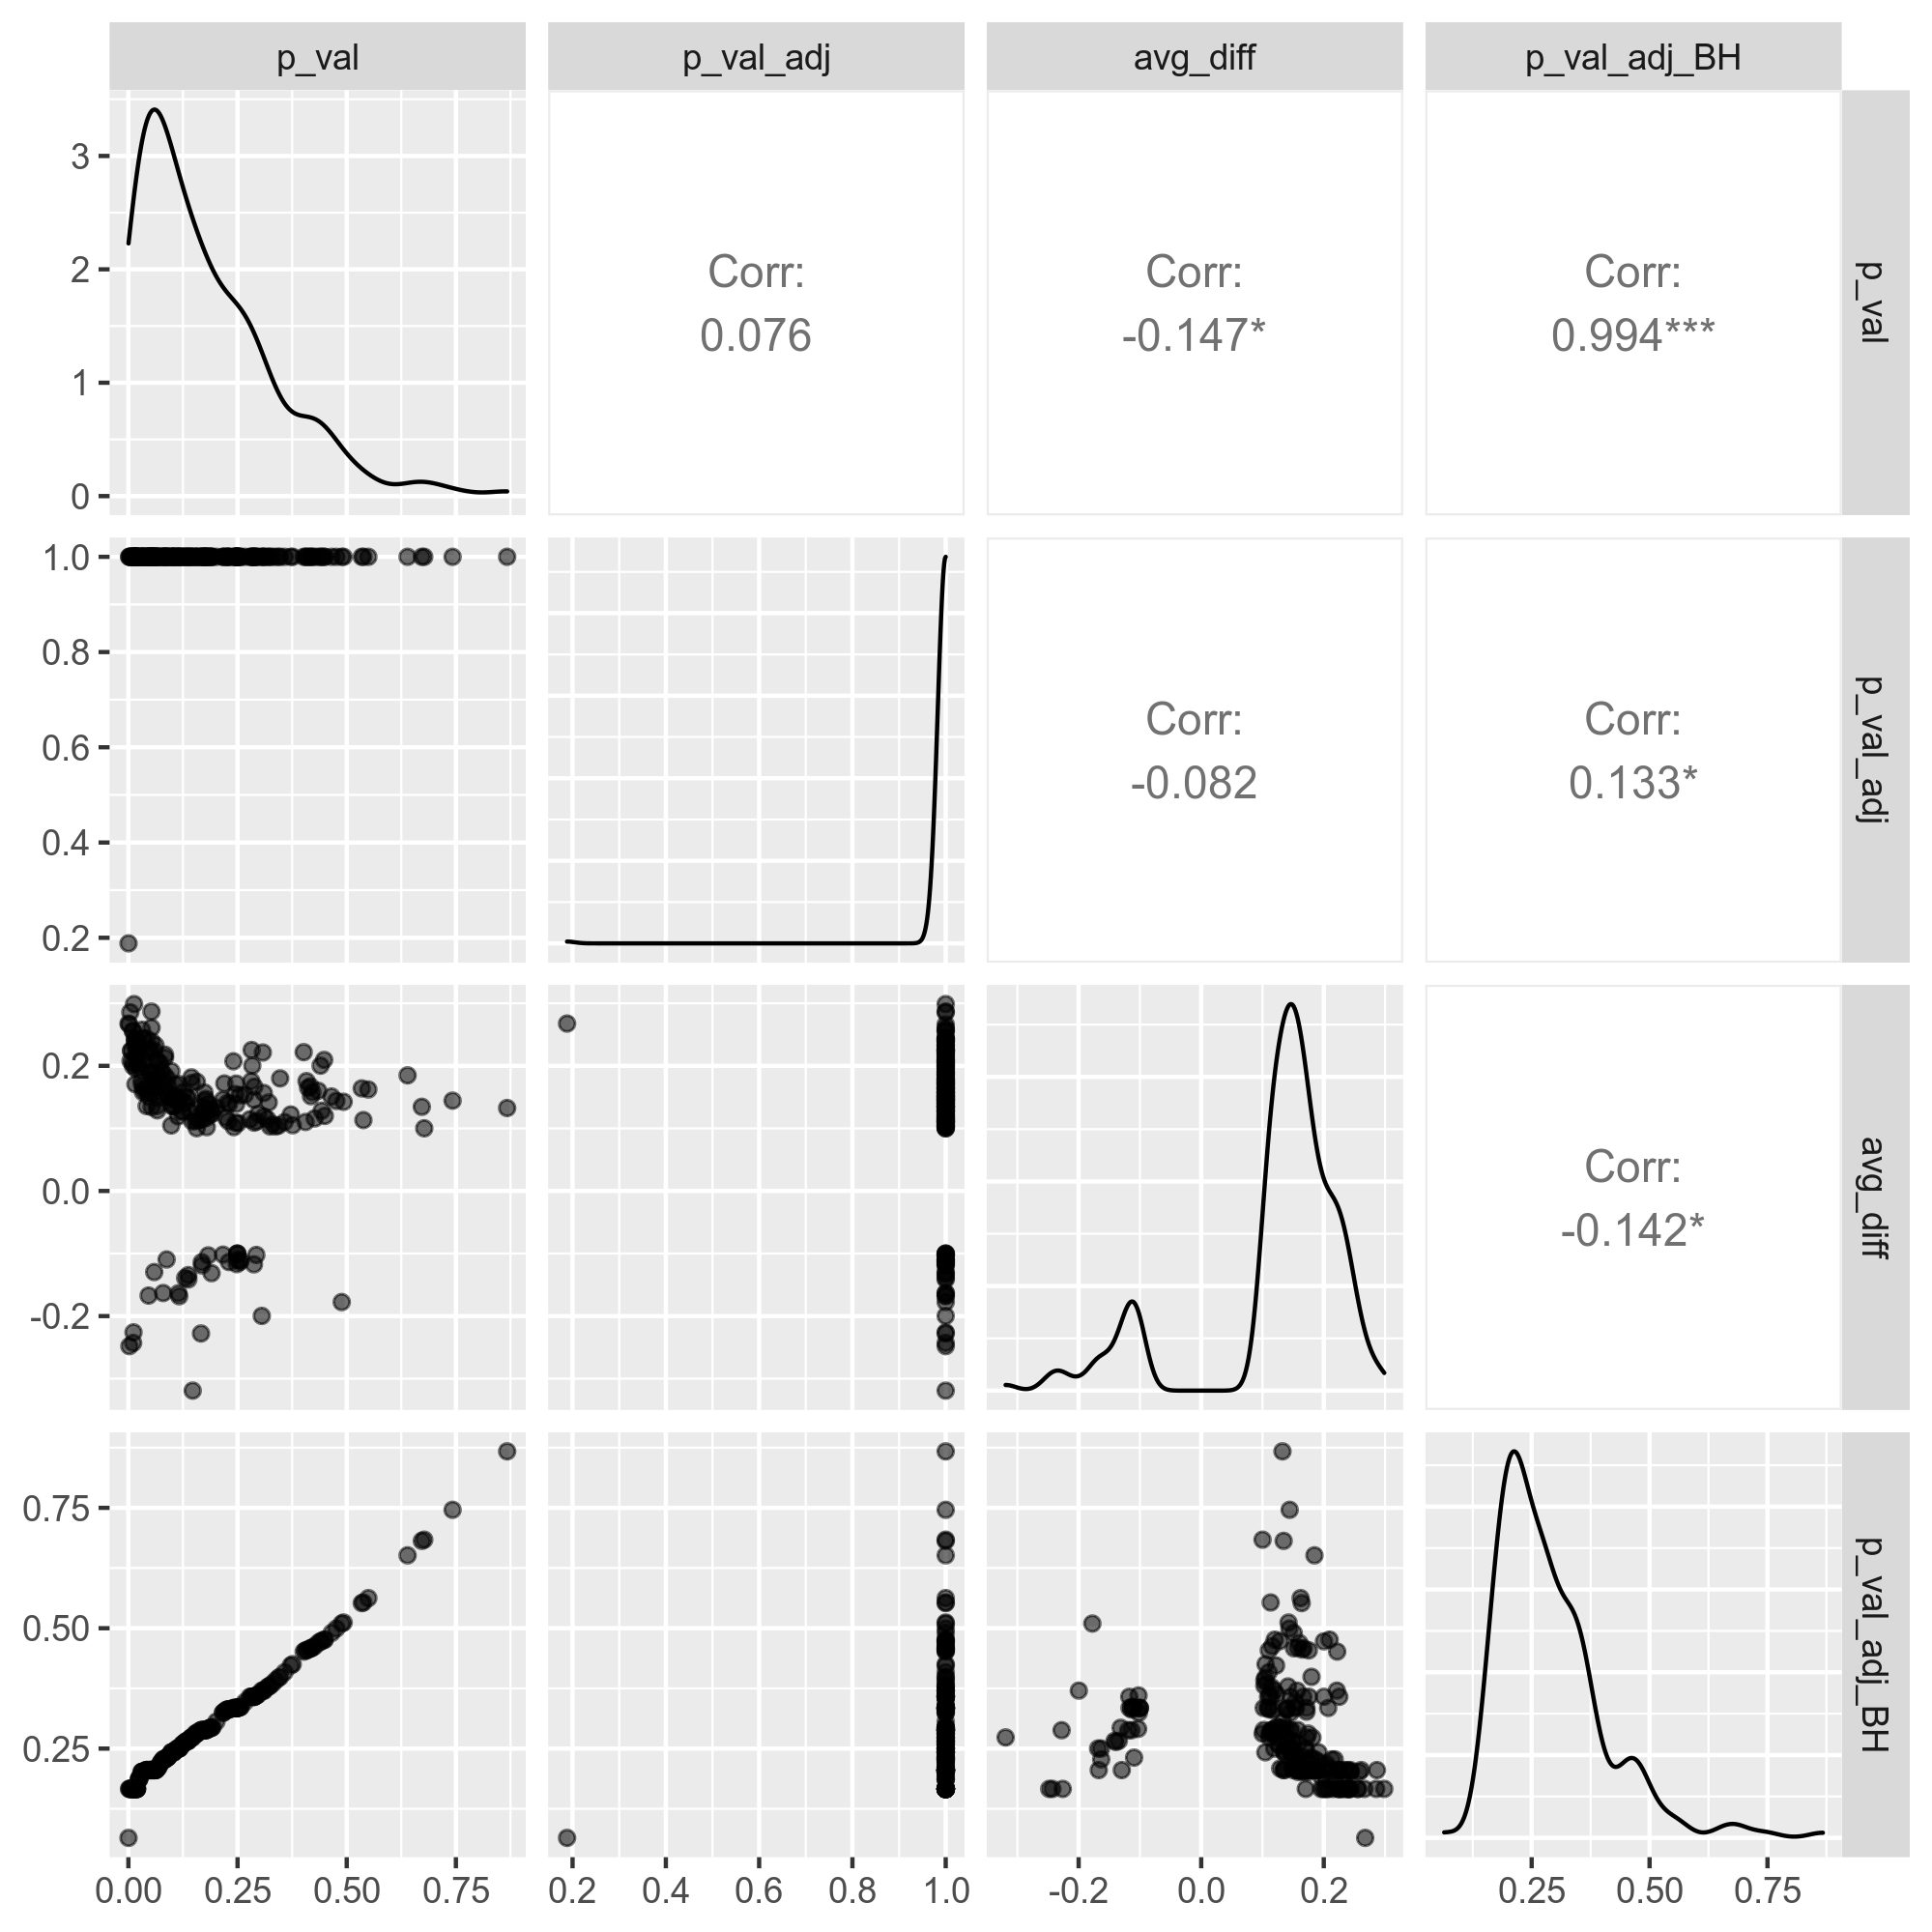 p_val p_val_adj avg_diff p_val_adj_BH
3
2
1
0
Corr:
0.076
Corr:
-0.147*
Corr:
0.994***
p_val
1.0
0.8
0.6
0.4
0.2
Corr:
-0.082
Corr:
0.133*
p_val_adj
0.2
0.0
-0.2
Corr:
-0.142*
avg_diff
0.75
0.50
0.25
p_val_adj_BH
0.00 0.25 0.50 0.75 0.2 0.4 0.6 0.8 1.0 -0.2 0.0 0.2 0.25 0.50 0.75